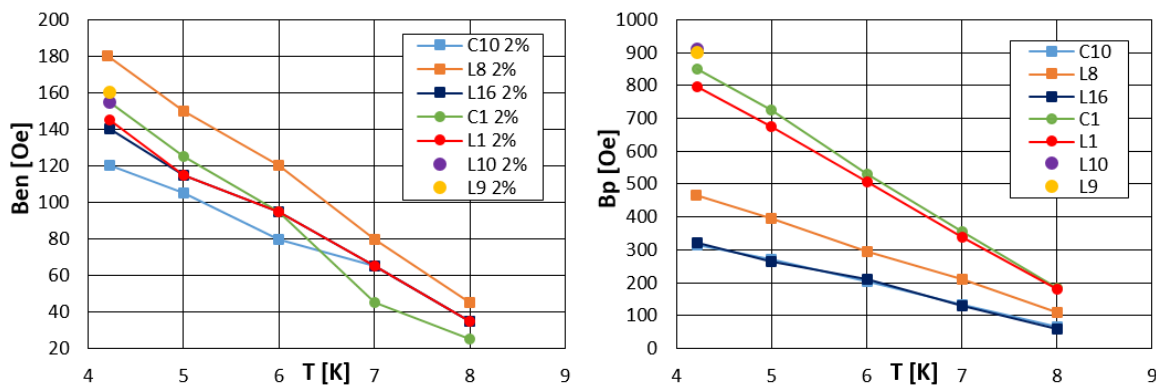 200
180
160
140
120
100
80
60
40
20
Ben [Oe]
C10 2%
L8 2%
L16 2%
C1 2%
L1 2%
L10 2%
L9 2%
4 5 6 7 8 9
T [K]
1000
900
800
700
600
500
400
300
200
100
0
Bp [Oe]
C10
L8
L16
C1
L1
L10
L9
4 5 6 7 8 9
T [K]